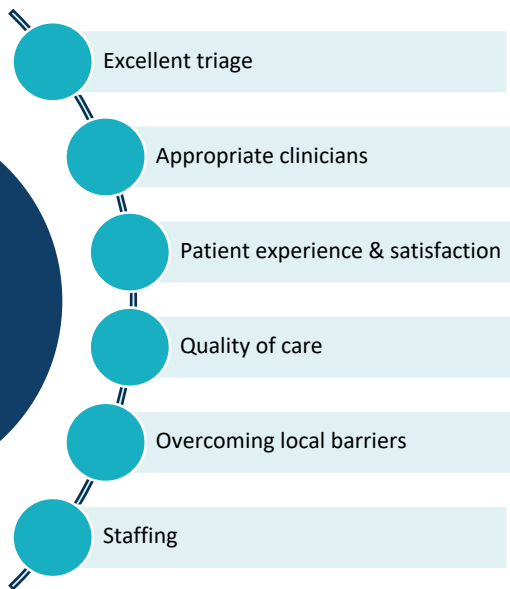 Excellent triage
Appropriate clinicians
Patient experience & satisfaction
Quality of care
Overcoming local barriers
Staffing